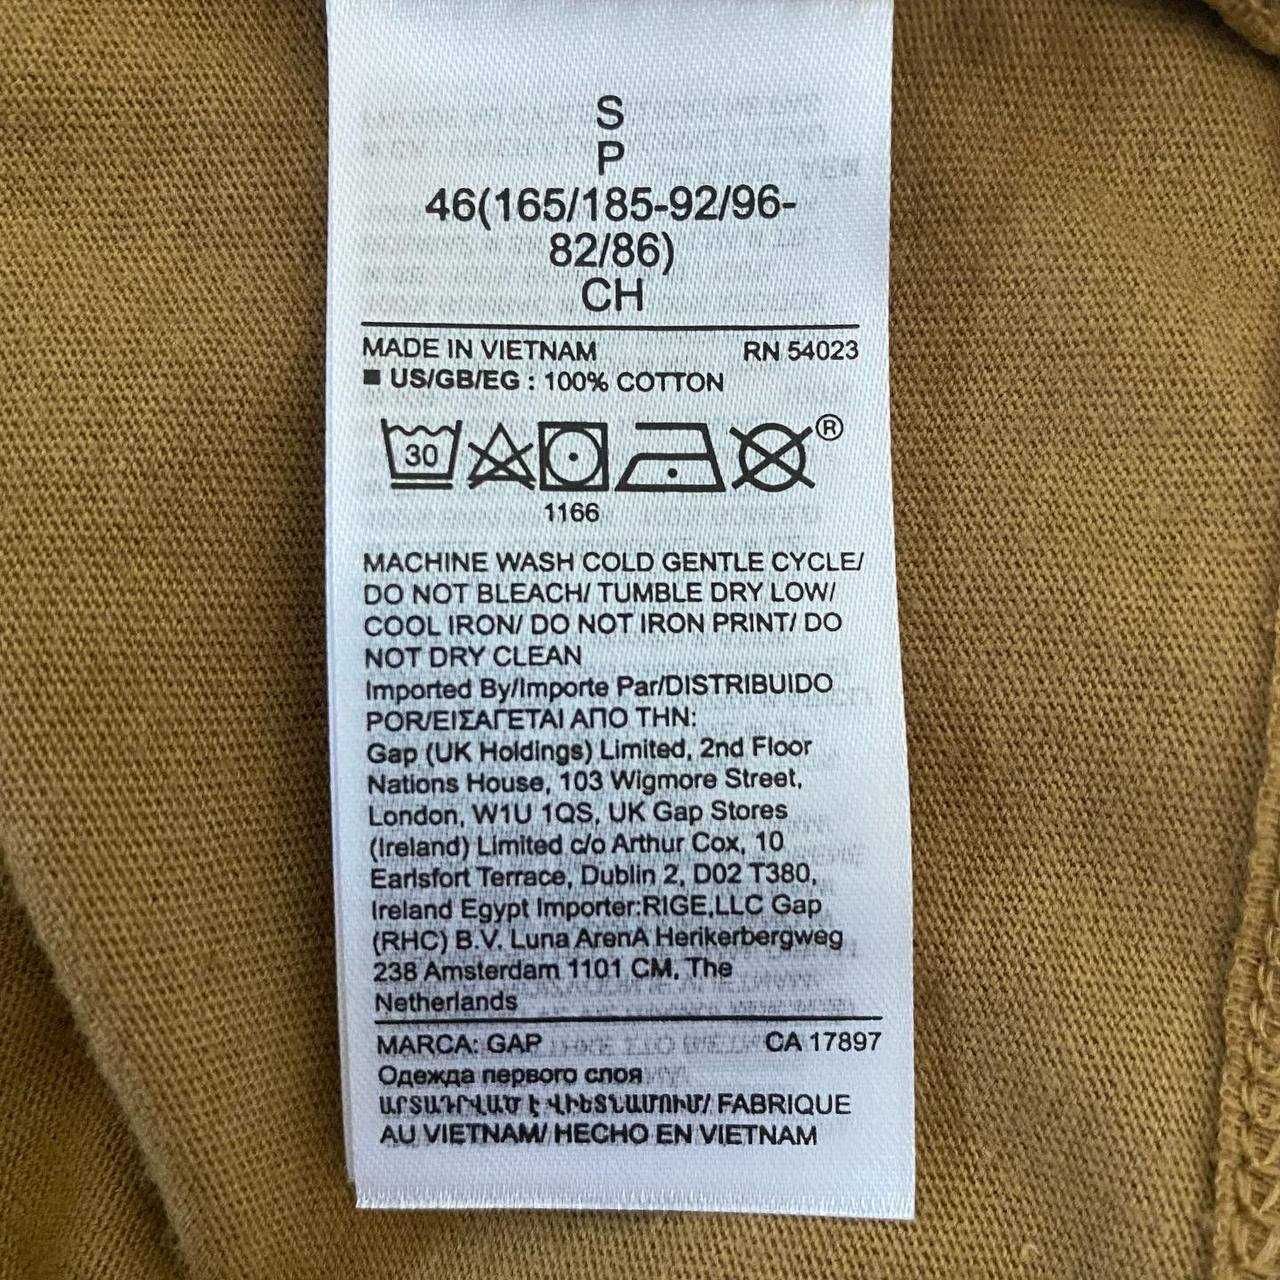 S
P
46(165/185-92/96-
82/86)
CH
MADE IN VIETNAM RN 54023
■ US/GB/EG : 100% COTTON
30
®
1166
MACHINE WASH COLD GENTLE CYCLE/
DO NOT BLEACH/ TUMBLE DRY LOW/
COOL IRON/ DO NOT IRON PRINT/ DO
NOT DRY CLEAN
Imported By/Importe Par/DISTRIBUIDO
POR/ΕΙΣΑΓΕΤΑΙ ΑΠΟ ΤΗΝ:
Gap (UK Holdings) Limited, 2nd Floor
Nations House, 103 Wigmore Street,
London, W1U 1QS, UK Gap Stores
(Ireland) Limited c/o Arthur Cox, 10
Earlsfort Terrace, Dublin 2, D02 T380,
Ireland Egypt Importer:RIGE,LLC Gap
(RHC) B.V. Luna ArenA Herikerbergweg
238 Amsterdam 1101 CM, The
Netherlands
MARCA: GAP CA 17897
Одежда первого слоя
ԱՐՏԱԴՐՎԱԾ Է ՎԻԵՏՆԱՄՈՒՄ/ FABRIQUE
AU VIETNAM/ HECHO EN VIETNAM